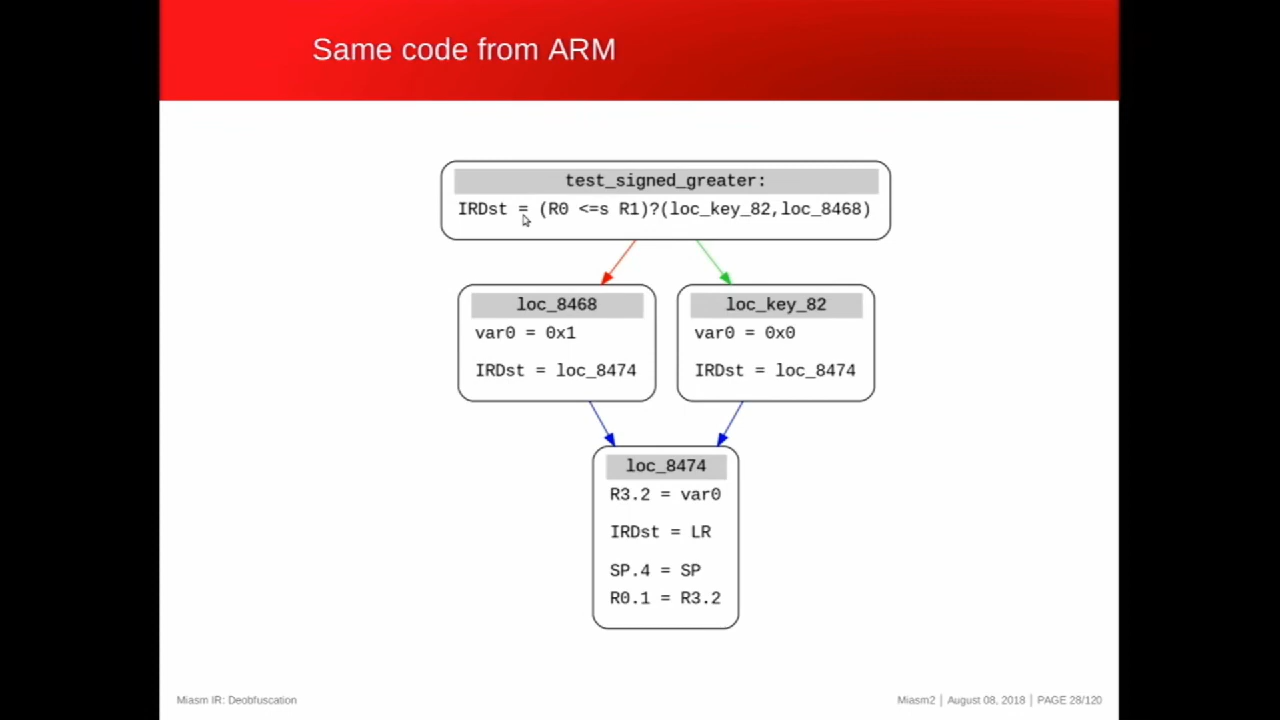 Same code from ARM
test_signed_greater:
IRDst = (R0 <=s R1)?(loc_key_82,loc_8468)
loc_8468
var0 = 0x1
IRDst = loc_8474
loc_key_82
var0 = 0x0
IRDst = loc_8474
loc_8474
R3.2 = var0
IRDst = LR
SP.4 = SP
R0.1 = R3.2
Miasm IR: Deobfuscation
Miasm2 | August 08, 2018 | PAGE 28/120